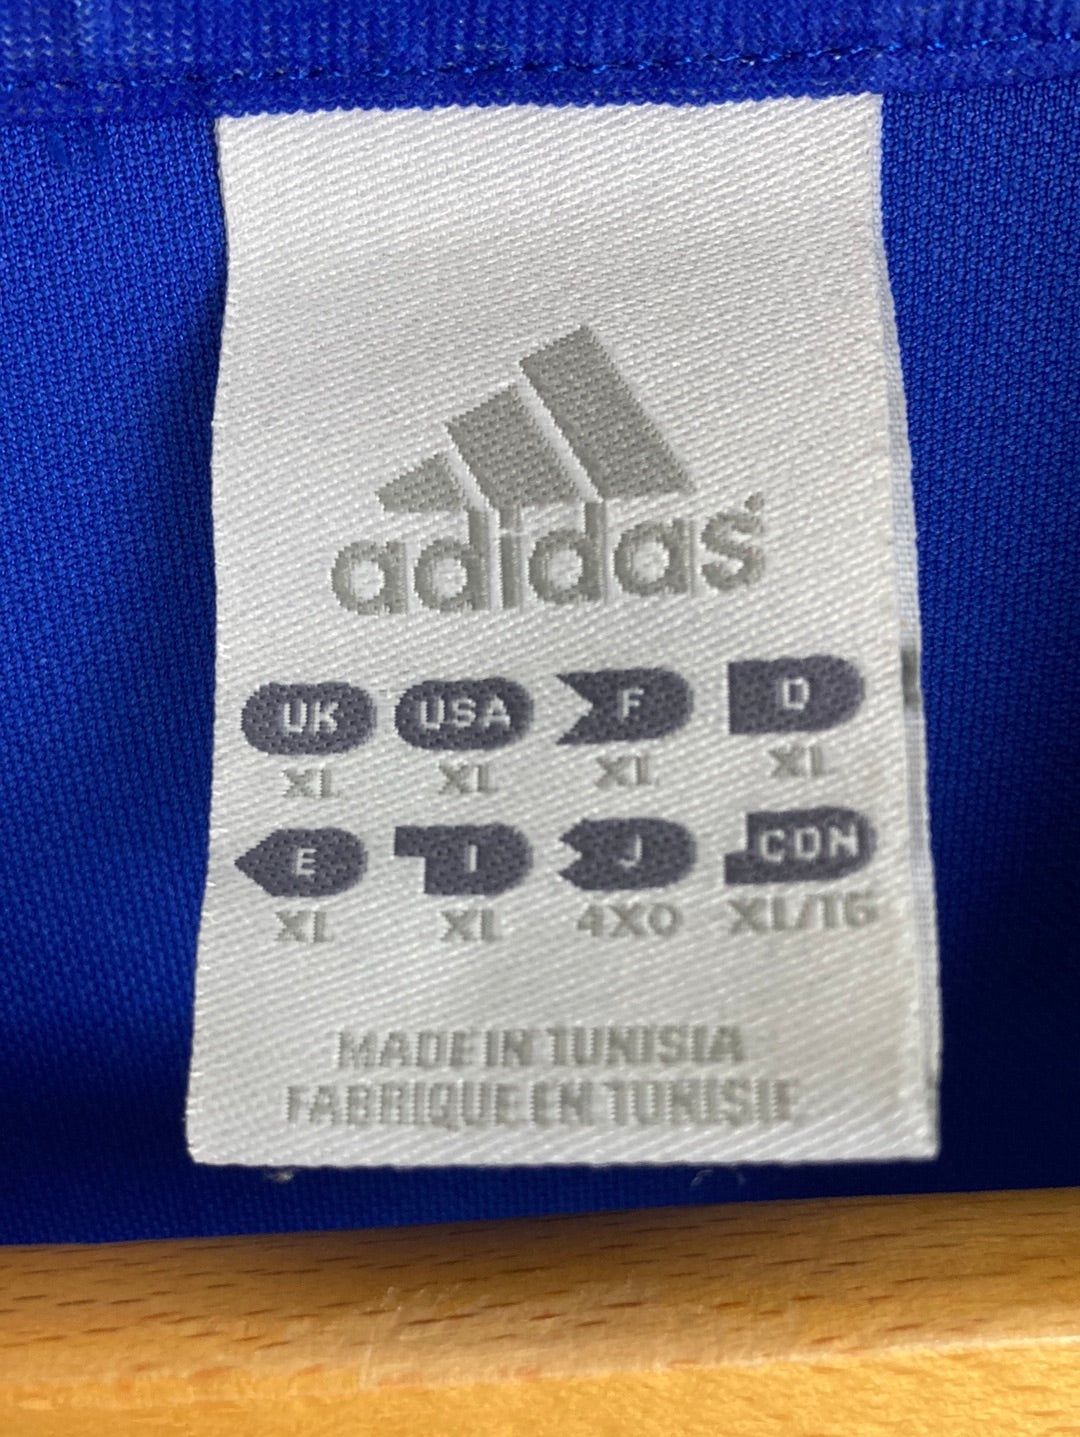 adidas
UK USA F D
XL XL XL XL
E I J CDN
XL XL 4XO XL/TG
MADE IN TUNISIA
FABRIQUE EN TUNISIE